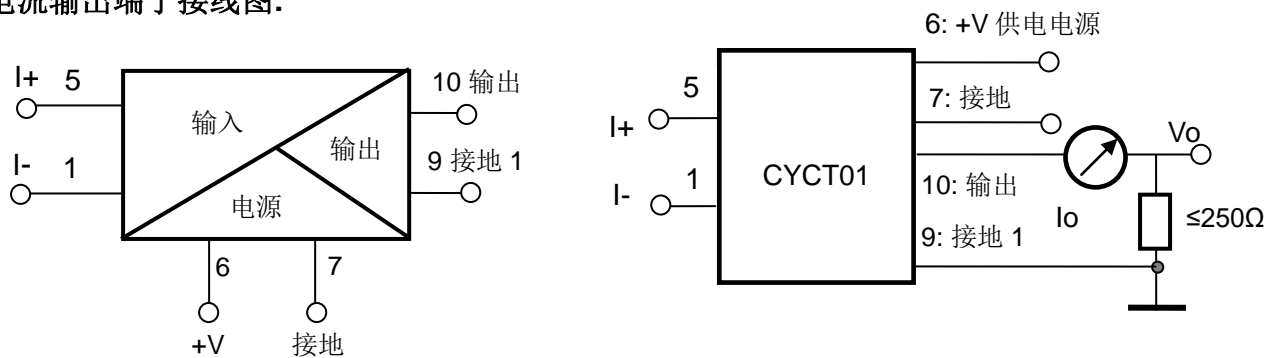 电流输出端子接线图:
I+ 5
I- 1
输入
输出
电源
10 输出
9 接地 1
6
7
+V
接地
6: +V 供电电源
7: 接地
5
I+
1
I-
CYCT01
10: 输出
9: 接地 1
Io
Vo
≤250Ω